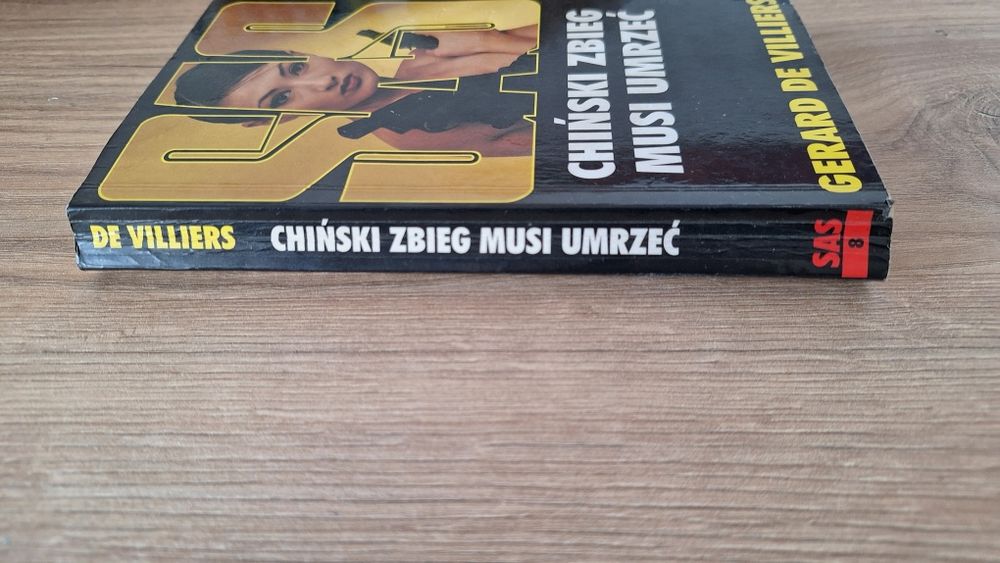 SAS
CHIŃSKI ZBIEG
MUSI UMRZEĆ
GERARD DE VILLIERS
DE VILLIERS CHIŃSKI ZBIEG MUSI UMRZEĆ SAS 8